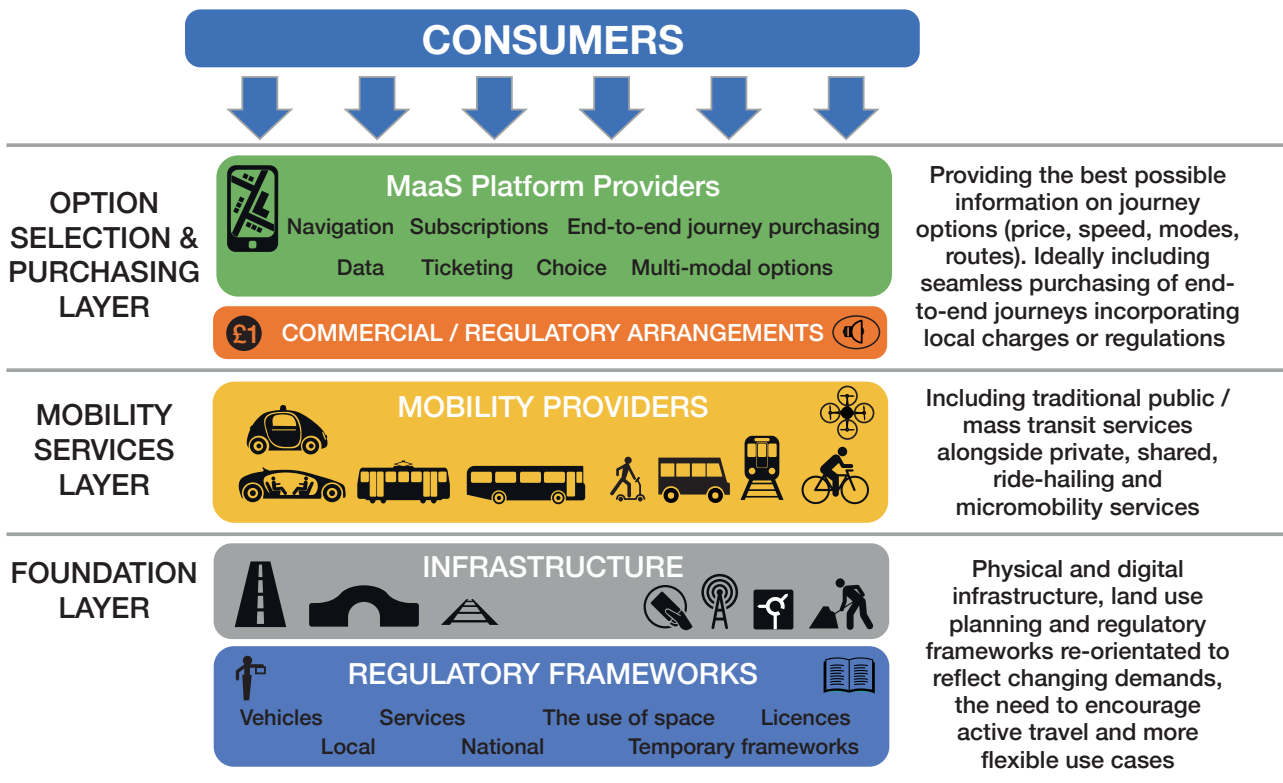 CONSUMERS
OPTION
SELECTION &
PURCHASING
LAYER
MaaS Platform Providers
Navigation Subscriptions End-to-end journey purchasing
Data Ticketing Choice Multi-modal options
£1 COMMERCIAL / REGULATORY ARRANGEMENTS
Providing the best possible
information on journey
options (price, speed, modes,
routes). Ideally including
seamless purchasing of end-
to-end journeys incorporating
local charges or regulations
MOBILITY
SERVICES
LAYER
MOBILITY PROVIDERS
Including traditional public /
mass transit services
alongside private, shared,
ride-hailing and
micromobility services
FOUNDATION
LAYER
INFRASTRUCTURE
REGULATORY FRAMEWORKS
Vehicles Services The use of space Licences
Local National Temporary frameworks
Physical and digital
infrastructure, land use
planning and regulatory
frameworks re-orientated to
reflect changing demands,
the need to encourage
active travel and more
flexible use cases